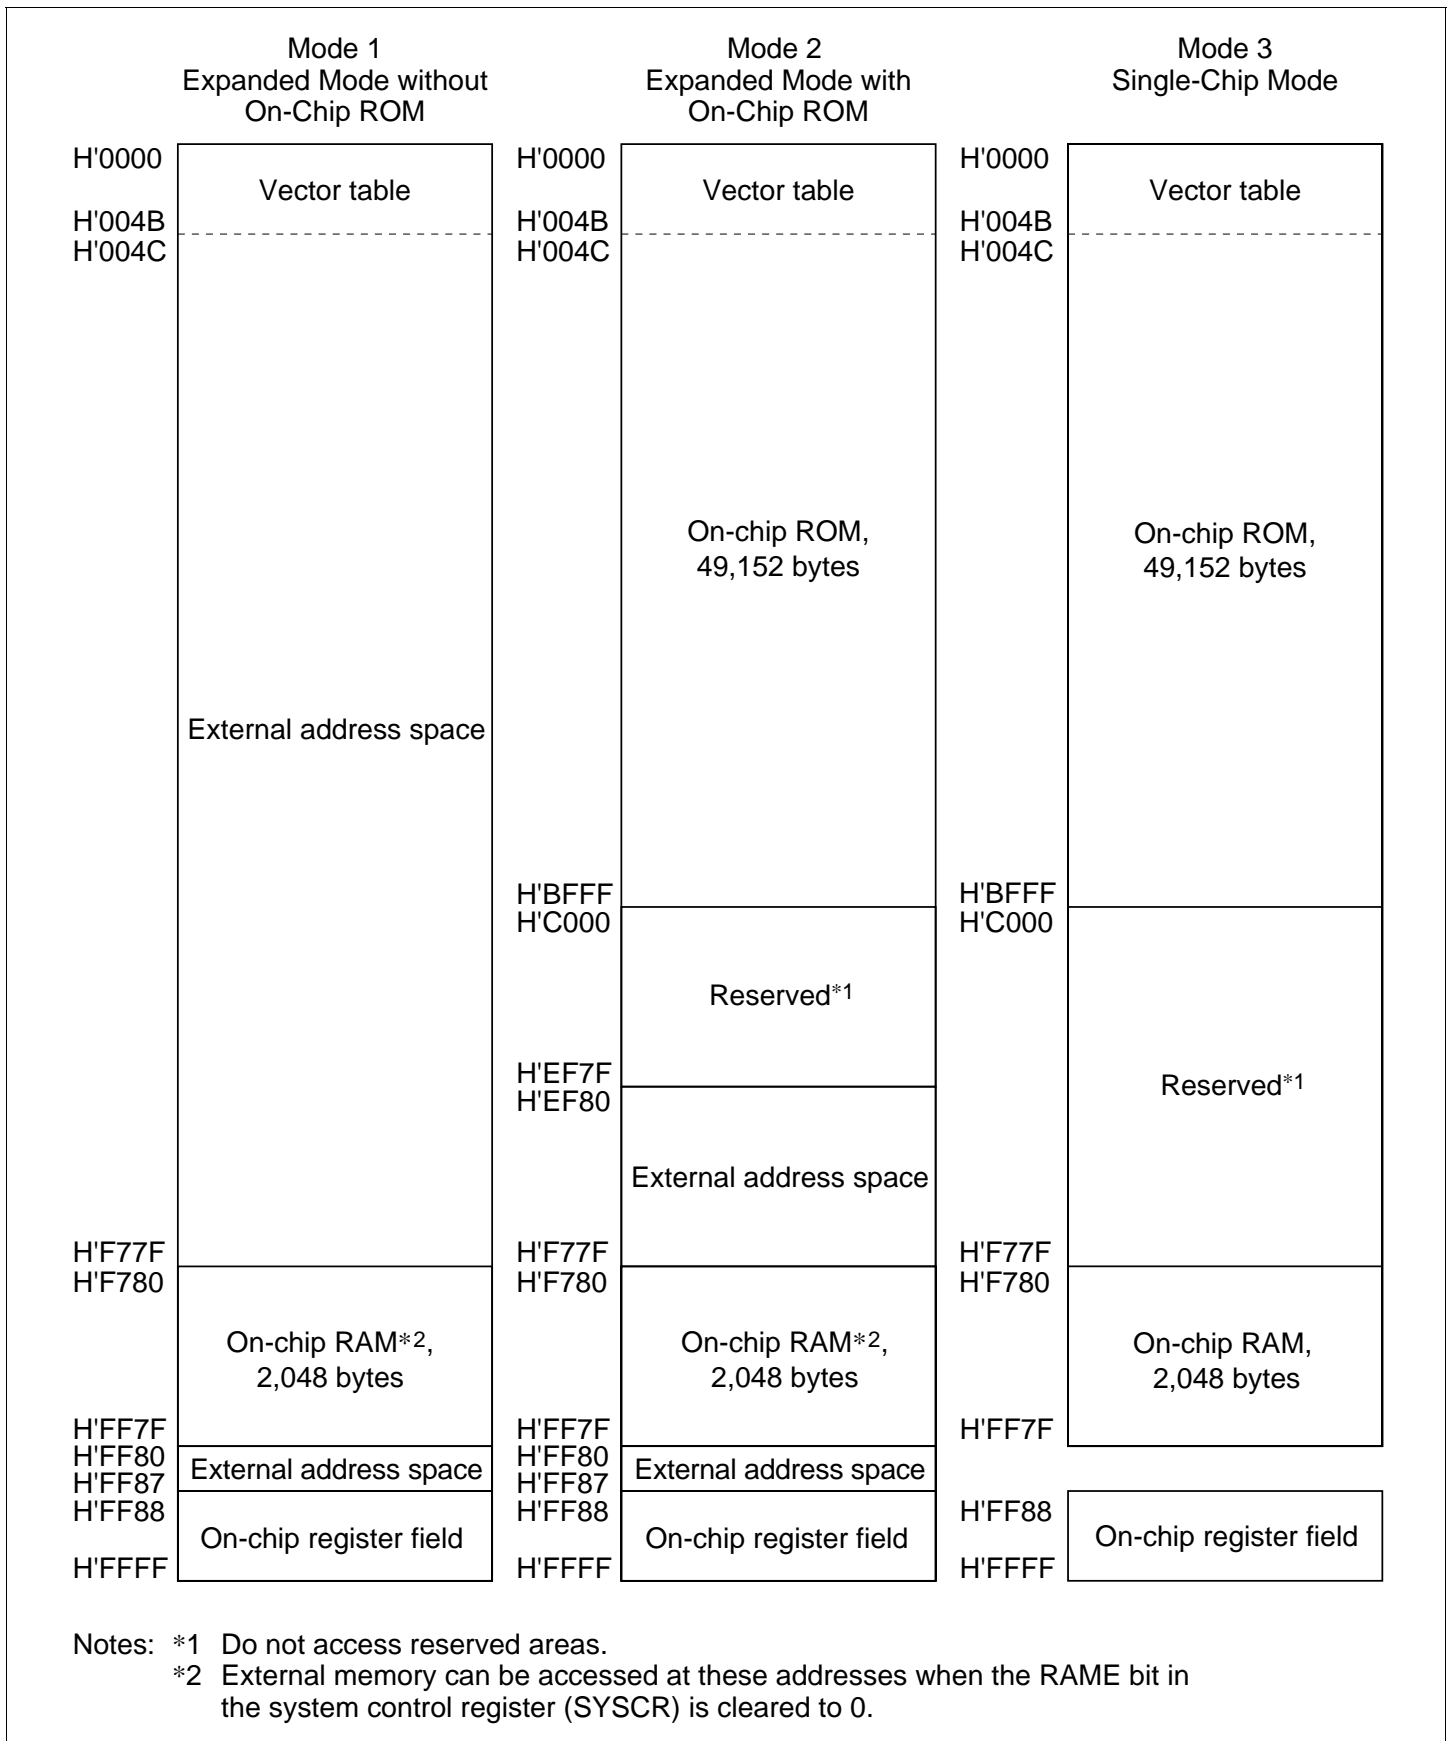 Mode 1
Expanded Mode without
On-Chip ROM
H'0000
Vector table
H'004B
H'004C
External address space
H'F77F
H'F780
On-chip RAM*2,
2,048 bytes
H'FF7F
H'FF80
External address space
H'FF87
H'FF88
On-chip register field
H'FFFF
Mode 2
Expanded Mode with
On-Chip ROM
H'0000
Vector table
H'004B
H'004C
On-chip ROM,
49,152 bytes
H'BFFF
H'C000
Reserved*1
H'EF7F
H'EF80
External address space
H'F77F
H'F780
On-chip RAM*2,
2,048 bytes
H'FF7F
H'FF80
External address space
H'FF87
H'FF88
On-chip register field
H'FFFF
Mode 3
Single-Chip Mode
H'0000
Vector table
H'004B
H'004C
On-chip ROM,
49,152 bytes
H'BFFF
H'C000
Reserved*1
H'F77F
H'F780
On-chip RAM,
2,048 bytes
H'FF7F
H'FF88
On-chip register field
H'FFFF
Notes: *1 Do not access reserved areas.
*2 External memory can be accessed at these addresses when the RAME bit in
the system control register (SYSCR) is cleared to 0.